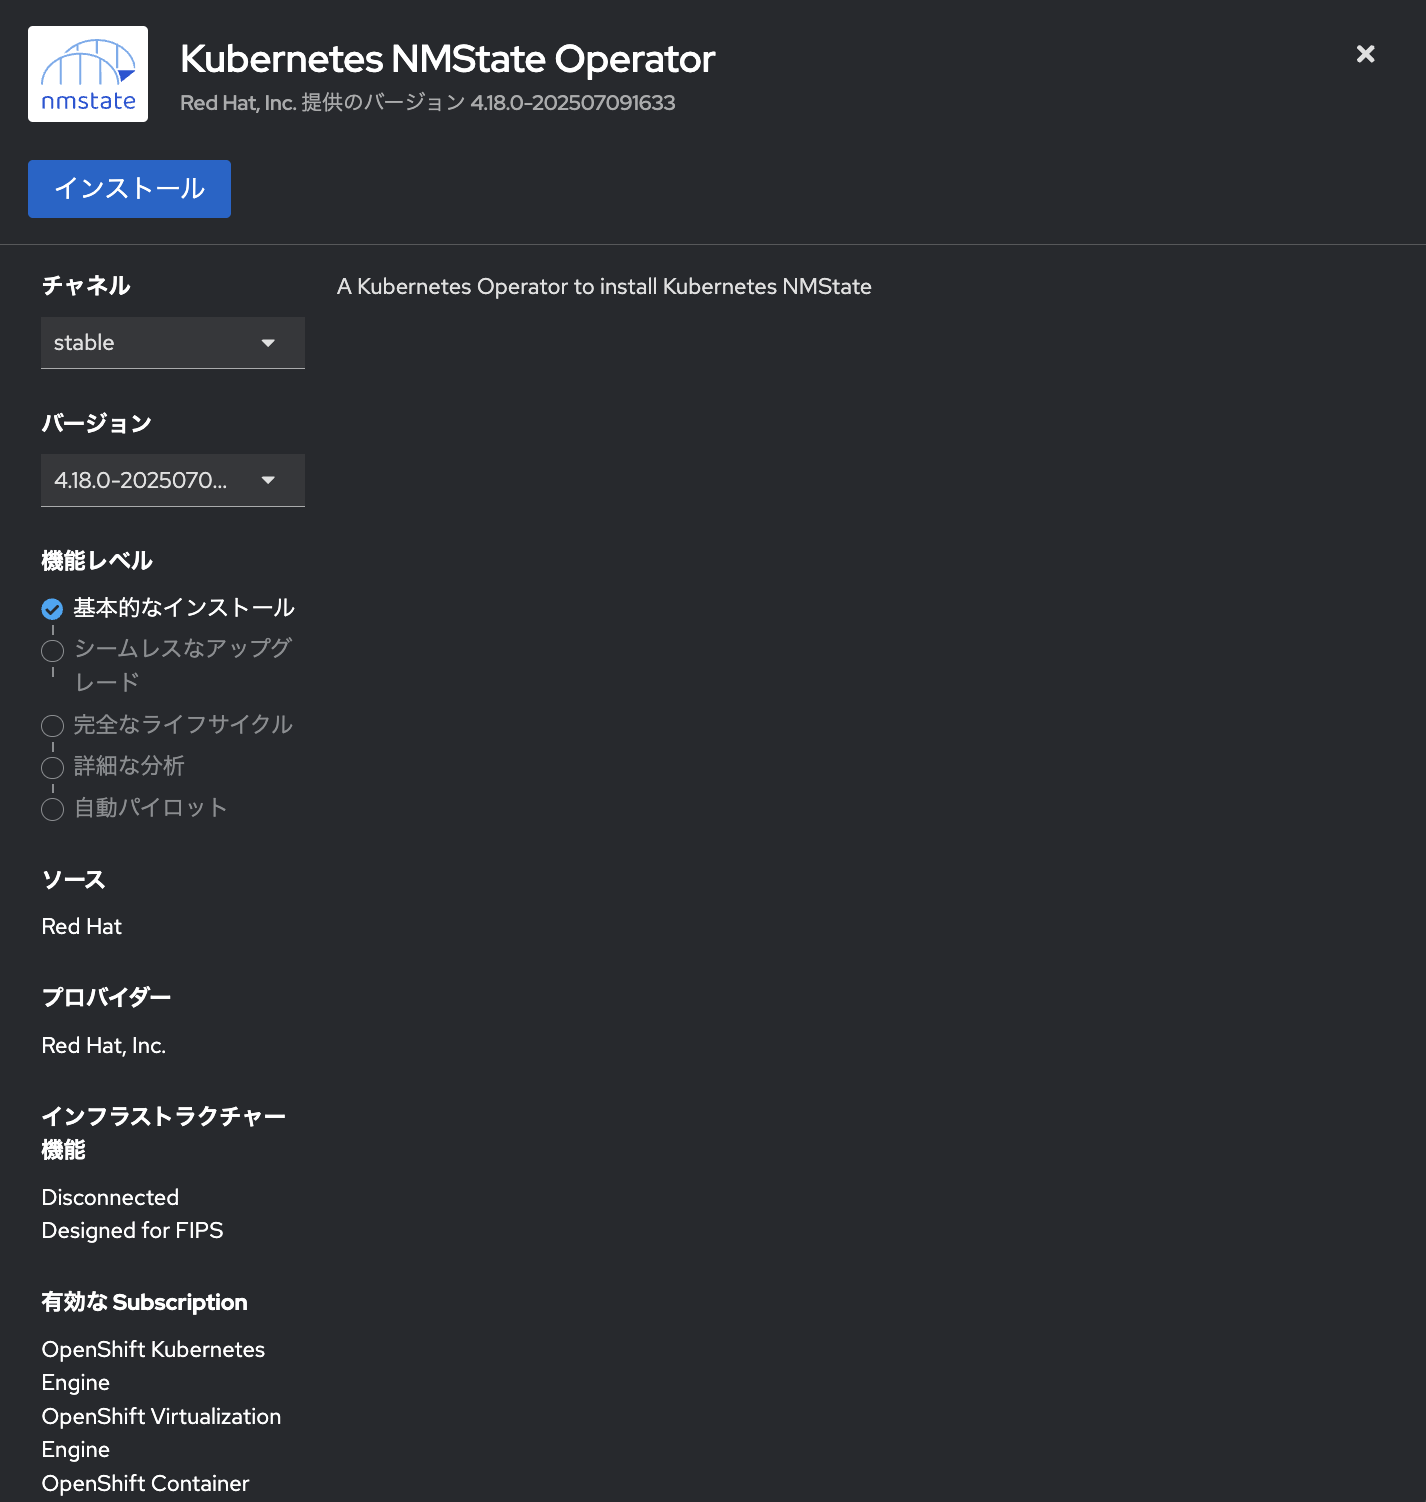 nmstate
Kubernetes NMState Operator
Red Hat, Inc. 提供のバージョン 4.18.0-202507091633
インストール
チャネル
stable
バージョン
4.18.0-2025070...
機能レベル
基本的なインストール
シームレスなアップグ
レード
完全なライフサイクル
詳細な分析
自動パイロット
ソース
Red Hat
プロバイダー
Red Hat, Inc.
インフラストラクチャー
機能
Disconnected
Designed for FIPS
有効な Subscription
OpenShift Kubernetes
Engine
OpenShift Virtualization
Engine
OpenShift Container
A Kubernetes Operator to install Kubernetes NMState